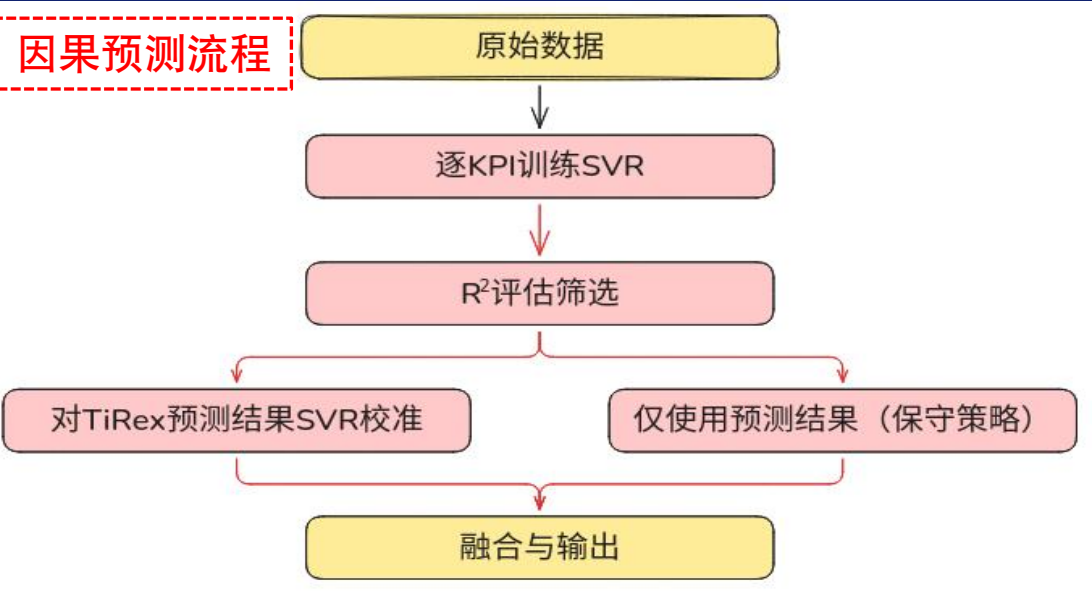 因果预测流程
原始数据
逐KPI训练SVR
R²评估筛选
对TiRex预测结果SVR校准
仅使用预测结果（保守策略）
融合与输出